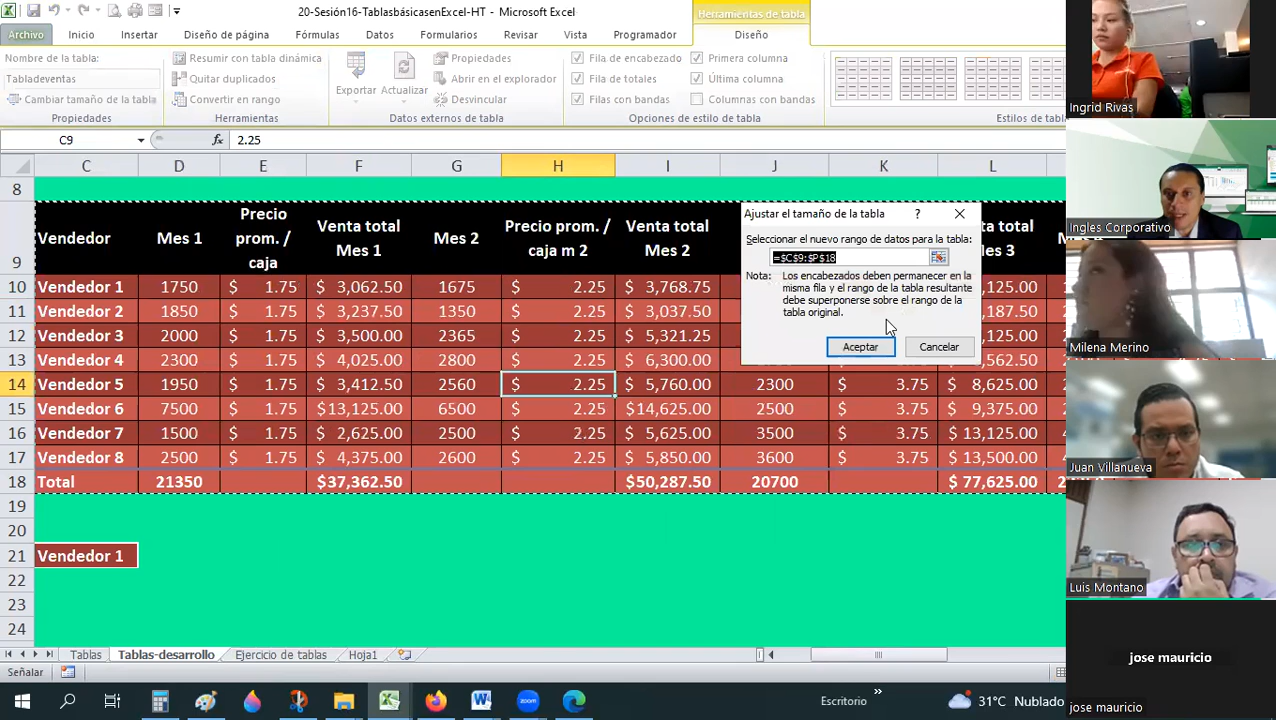 20-Sesión16-TablasbásicasenExcel-HT - Microsoft Excel
Herramientas de tabla
Archivo Inicio Insertar Diseño de página Fórmulas Datos Formularios Revisar Vista Programador Diseño
Nombre de la tabla:
Tabladeventas
Cambiar tamaño de la tabla
Propiedades
Resumir con tabla dinámica
Quitar duplicados
Convertir en rango
Herramientas
Exportar Actualizar
Propiedades
Abrir en el explorador
Desvincular
Datos externos de tabla
Fila de encabezado
Fila de totales
Filas con bandas
Primera columna
Última columna
Columnas con bandas
Opciones de estilo de tabla
Estilos de tabla
C9 fx 2.25
C D E F G H I J K L
8
9 Vendedor Mes 1 Precio prom. / caja Venta total Mes 1 Mes 2 Precio prom. / caja m 2 Venta total Mes 2 total es 3
10 Vendedor 1 1750 $ 1.75 $ 3,062.50 1675 $ 2.25 $ 3,768.75 ,125.00
11 Vendedor 2 1850 $ 1.75 $ 3,237.50 1350 $ 2.25 $ 3,037.50 ,187.50
12 Vendedor 3 2000 $ 1.75 $ 3,500.00 2365 $ 2.25 $ 5,321.25 ,125.00
13 Vendedor 4 2300 $ 1.75 $ 4,025.00 2800 $ 2.25 $ 6,300.00 ,562.50
14 Vendedor 5 1950 $ 1.75 $ 3,412.50 2560 $ 2.25 $ 5,760.00 2300 $ 3.75 $ 8,625.00
15 Vendedor 6 7500 $ 1.75 $13,125.00 6500 $ 2.25 $14,625.00 2500 $ 3.75 $ 9,375.00
16 Vendedor 7 1500 $ 1.75 $ 2,625.00 2500 $ 2.25 $ 5,625.00 3500 $ 3.75 $ 13,125.00
17 Vendedor 8 2500 $ 1.75 $ 4,375.00 2600 $ 2.25 $ 5,850.00 3600 $ 3.75 $ 13,500.00
18 Total 21350 $37,362.50 $50,287.50 20700 $ 77,625.00
19
20
21 Vendedor 1
22
23
24
Ajustar el tamaño de la tabla ?
Seleccionar el nuevo rango de datos para la tabla:
=$C$9:$P$18
Nota: Los encabezados deben permanecer en la
misma fila y el rango de la tabla resultante
debe superponerse sobre el rango de la
tabla original.
Aceptar Cancelar
Tablas Tablas-desarrollo Ejercicio de tablas Hoja1
Señalar
zoom
Escritorio » 31°C Nublado
Ingrid Rivas
Ingles Corporativo
Milena Merino
Juan Villanueva
Luis Montano
jose mauricio
jose mauricio